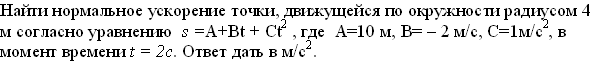 Найти нормальное ускорение точки, движущейся по окружности радиусом 4
м согласно уравнению s =A+Bt + Ct² , где A=10 м, B= – 2 м/с, C=1м/с², в
момент времени t = 2c. Ответ дать в м/с².